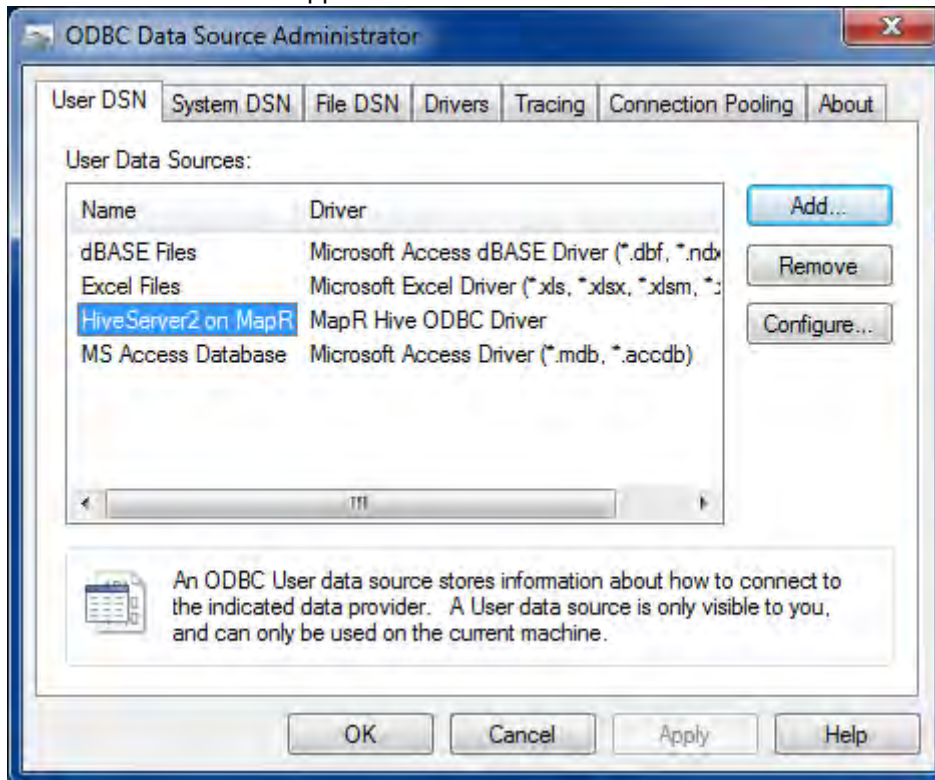 ODBC Data Source Administrator
User DSN System DSN File DSN Drivers Tracing Connection Pooling About
User Data Sources:
Name Driver
dBASE Files Microsoft Access dBASE Driver (*.dbf, *.ndx
Excel Files Microsoft Excel Driver (*.xls, *.xlsx, *.xlsm, *.
HiveServer2 on MapR MapR Hive ODBC Driver
MS Access Database Microsoft Access Driver (*.mdb, *.accdb)
Add...
Remove
Configure...
An ODBC User data source stores information about how to connect to
the indicated data provider. A User data source is only visible to you,
and can only be used on the current machine.
OK Cancel Apply Help